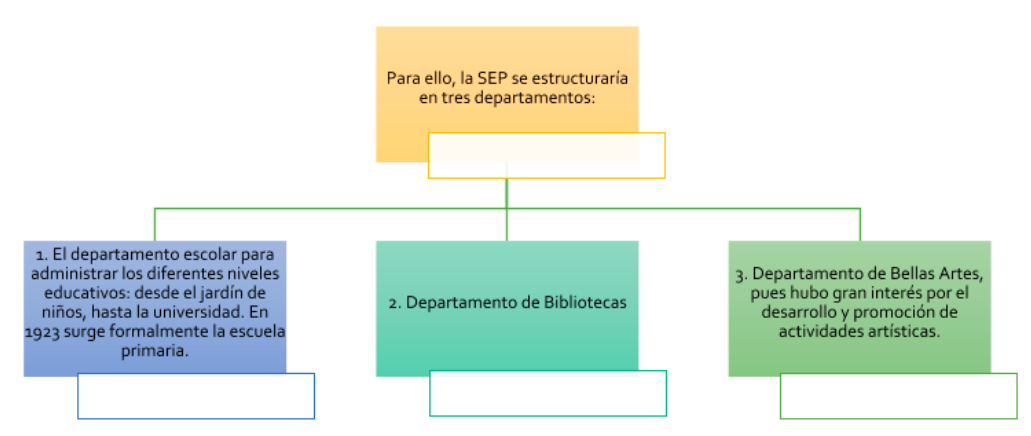 Para ello, la SEP se estructuraría
en tres departamentos:
1. El departamento escolar para
administrar los diferentes niveles
educativos: desde el jardín de
niños, hasta la universidad. En
1923 surge formalmente la escuela
primaria.
2. Departamento de Bibliotecas
3. Departamento de Bellas Artes,
pues hubo gran interés por el
desarrollo y promoción de
actividades artísticas.